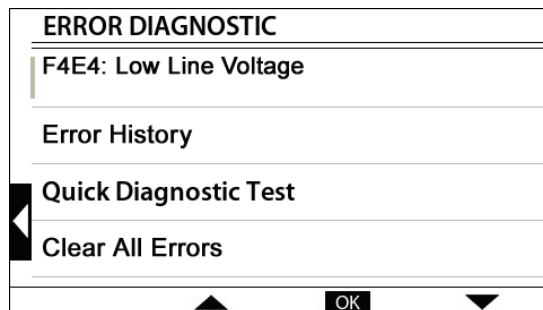 ERROR DIAGNOSTIC
F4E4: Low Line Voltage
Error History
Quick Diagnostic Test
Clear All Errors
OK